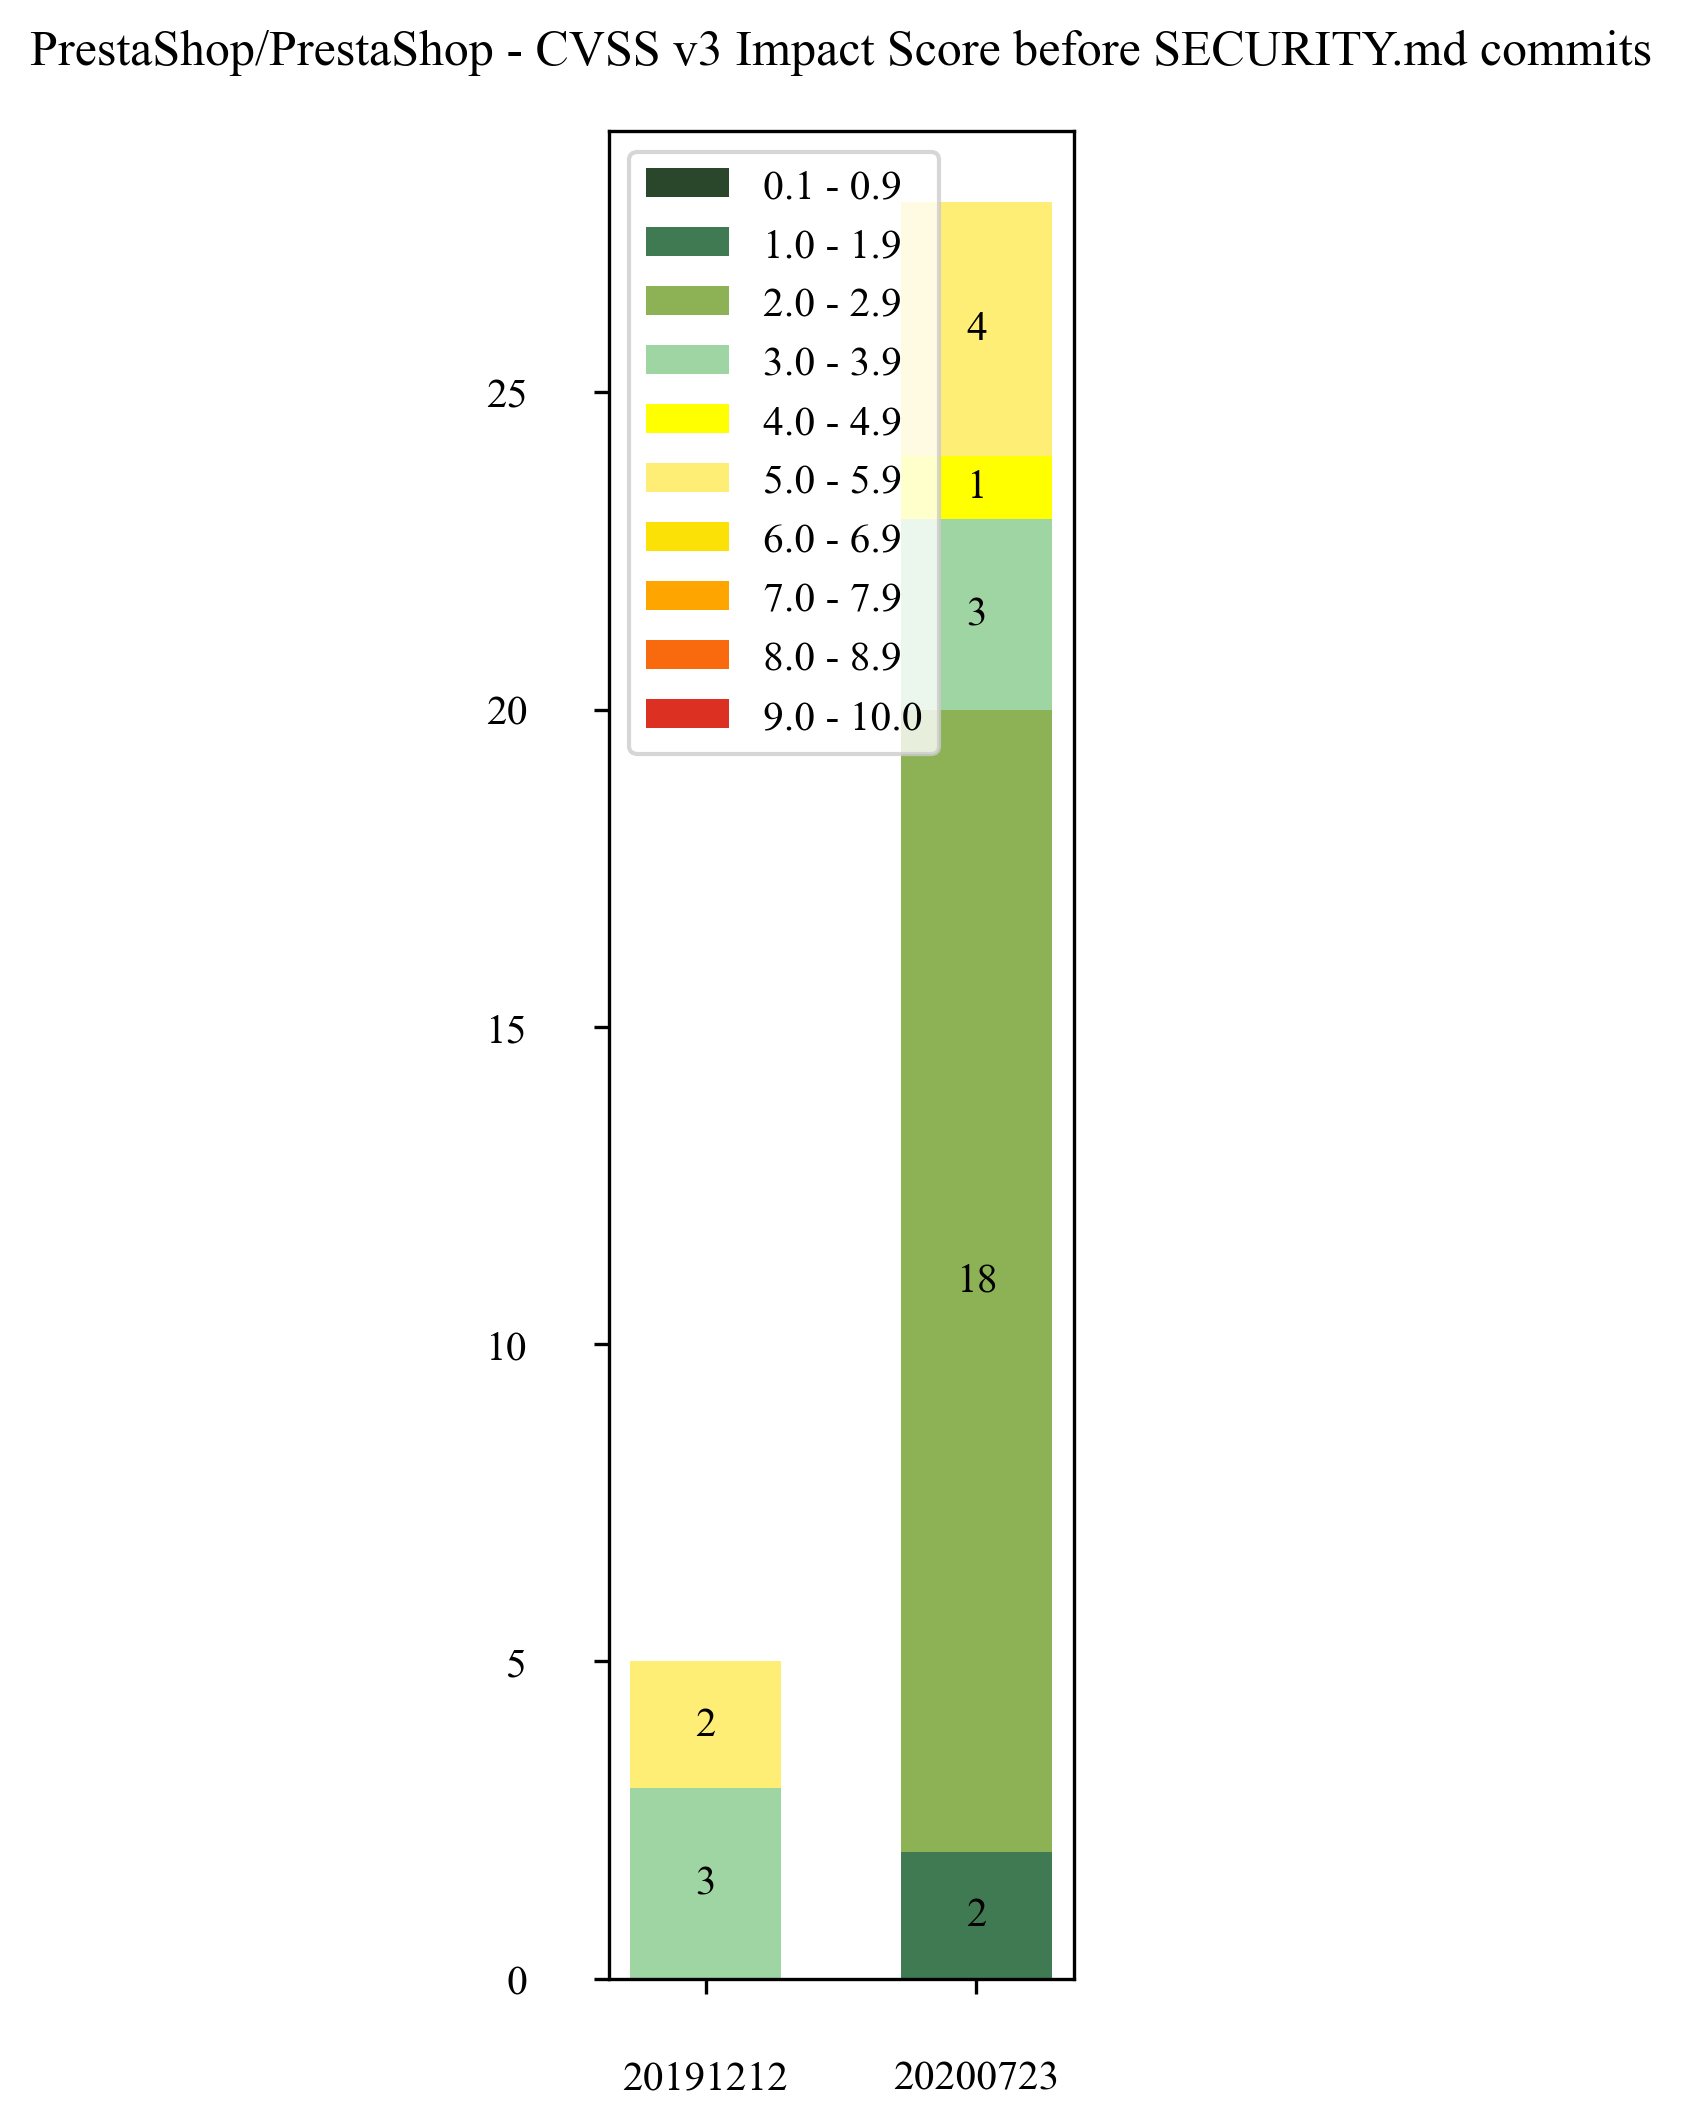 PrestaShop/PrestaShop - CVSS v3 Impact Score before SECURITY.md commits
0.1 - 0.9
1.0 - 1.9
2.0 - 2.9
3.0 - 3.9
4.0 - 4.9
5.0 - 5.9
6.0 - 6.9
7.0 - 7.9
8.0 - 8.9
9.0 - 10.0
4
1
3
18
2
2
3
25
20
15
10
5
0
20191212
20200723